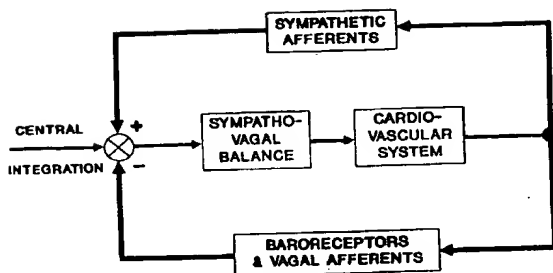 SYMPATHETIC
AFFERENTS
CENTRAL
INTEGRATION
+
−
SYMPATHO-
VAGAL
BALANCE
CARDIO-
VASCULAR
SYSTEM
BARORECEPTORS
& VAGAL AFFERENTS